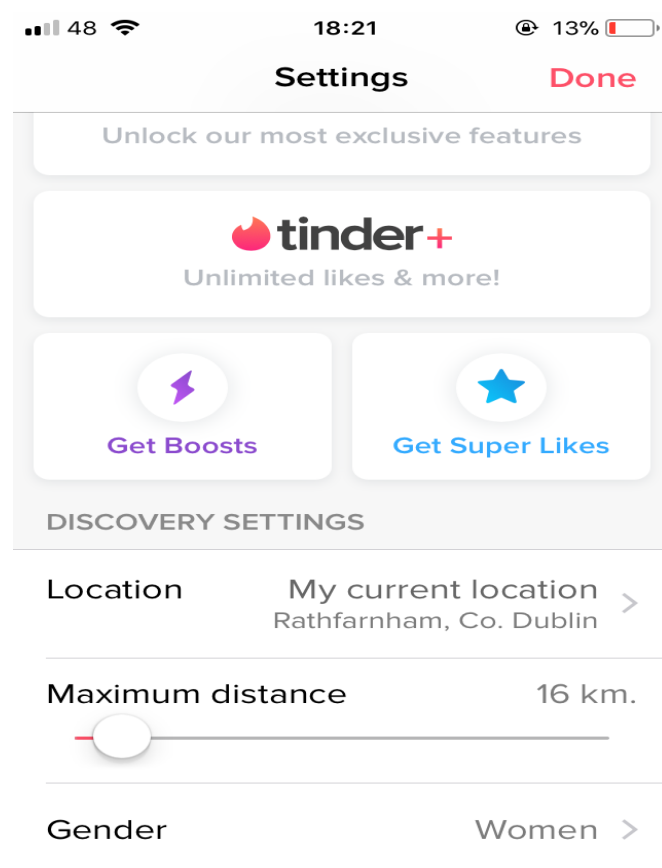 48 18:21 13%
Settings Done
Unlock our most exclusive features
tinder+
Unlimited likes & more!
Get Boosts Get Super Likes
DISCOVERY SETTINGS
Location My current location
Rathfarnham, Co. Dublin
Maximum distance 16 km.
Gender Women